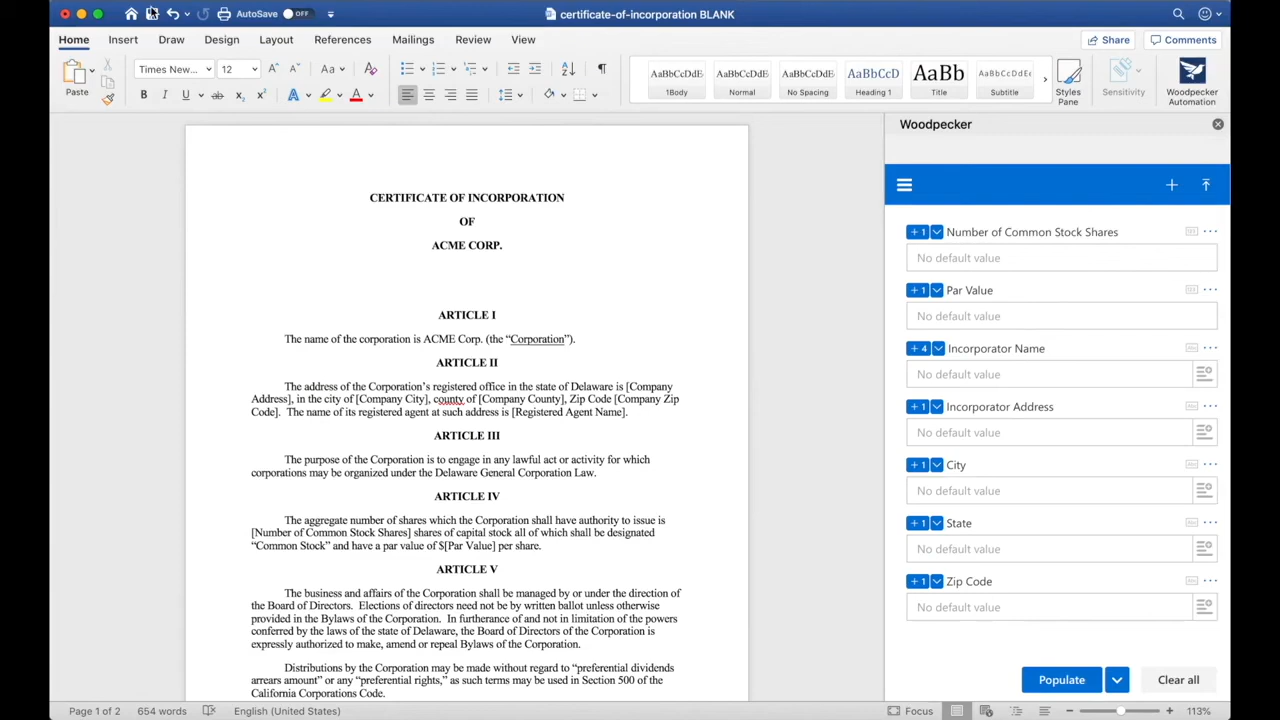 AutoSave OFF
certificate-of-incorporation BLANK
Home Insert Draw Design Layout References Mailings Review View
Share Comments
Paste
Times New... 12
AaBbCcDdE 1Body
AaBbCcDdE Normal
AaBbCcDdE No Spacing
AaBbCcD Heading 1
AaBb Title
AaBbCcDdEe Subtitle
Styles Pane
Sensitivity
Woodpecker Automation
CERTIFICATE OF INCORPORATION
OF
ACME CORP.
ARTICLE I
The name of the corporation is ACME Corp. (the “Corporation”).
ARTICLE II
The address of the Corporation’s registered office in the state of Delaware is [Company
Address], in the city of [Company City], county of [Company County], Zip Code [Company Zip
Code]. The name of its registered agent at such address is [Registered Agent Name].
ARTICLE III
The purpose of the Corporation is to engage in any lawful act or activity for which
corporations may be organized under the Delaware General Corporation Law.
ARTICLE IV
The aggregate number of shares which the Corporation shall have authority to issue is
[Number of Common Stock Shares] shares of capital stock all of which shall be designated
“Common Stock” and have a par value of $[Par Value] per share.
ARTICLE V
The business and affairs of the Corporation shall be managed by or under the direction of
the Board of Directors. Elections of directors need not be by written ballot unless otherwise
provided in the Bylaws of the Corporation. In furtherance of and not in limitation of the powers
conferred by the laws of the state of Delaware, the Board of Directors of the Corporation is
expressly authorized to make, amend or repeal Bylaws of the Corporation.
Distributions by the Corporation may be made without regard to “preferential dividends
arrears amount” or any “preferential rights,” as such terms may be used in Section 500 of the
California Corporations Code.
Woodpecker
+ 1 Number of Common Stock Shares
No default value
+ 1 Par Value
No default value
+ 4 Incorporator Name
No default value
+ 1 Incorporator Address
No default value
+ 1 City
No default value
+ 1 State
No default value
+ 1 Zip Code
No default value
Populate Clear all
Page 1 of 2 654 words English (United States) Focus 113%